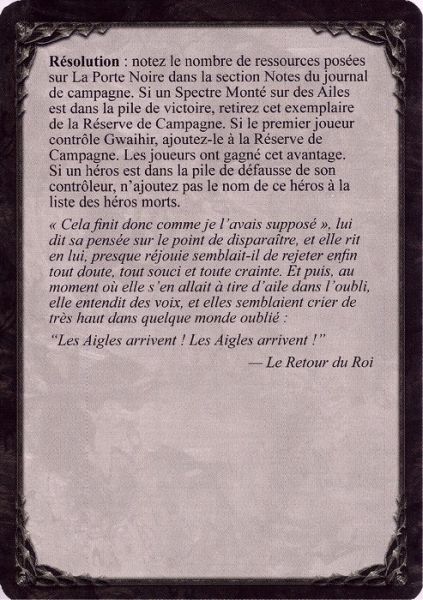 Résolution : notez le nombre de ressources posées
sur La Porte Noire dans la section Notes du journal
de campagne. Si un Spectre Monté sur des Ailes
est dans la pile de victoire, retirez cet exemplaire
de la Réserve de Campagne. Si le premier joueur
contrôle Gwaihir, ajoutez-le à la Réserve de
Campagne. Les joueurs ont gagné cet avantage.
Si un héros est dans la pile de défausse de son
contrôleur, n'ajoutez pas le nom de ce héros à la
liste des héros morts.
« Cela finit donc comme je l'avais supposé », lui
dit sa pensée sur le point de disparaître, et elle rit
en lui, presque réjouie semblait-il de rejeter enfin
tout doute, tout souci et toute crainte. Et puis, au
moment où elle s'en allait à tire d'aile dans l'oubli,
elle entendit des voix, et elles semblaient crier de
très haut dans quelque monde oublié :
“Les Aigles arrivent ! Les Aigles arrivent !”
— Le Retour du Roi